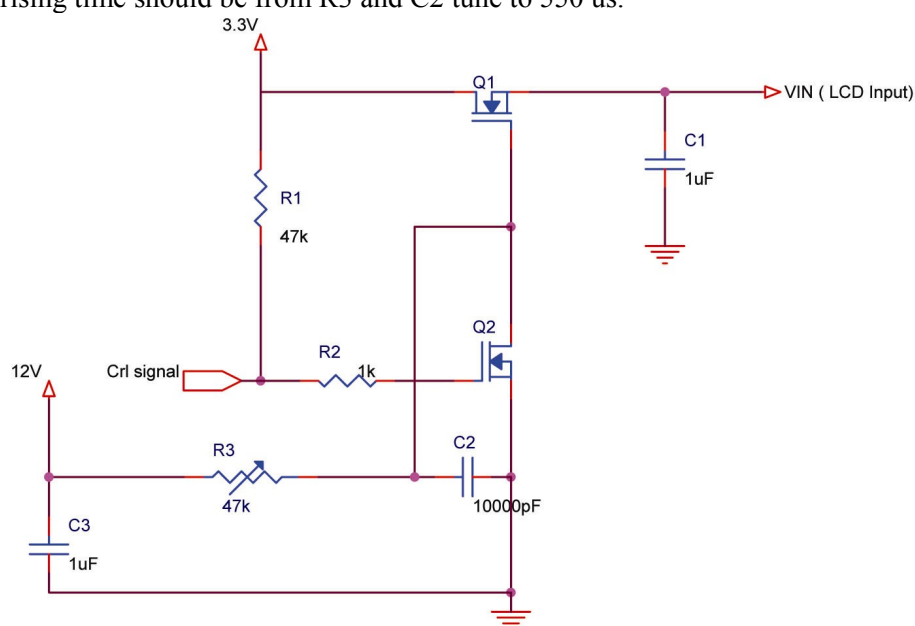 rising time should be from R3 and C2 tune to 550 us.
3.3V
Q1
VIN ( LCD Input)
C1
1uF
R1
47k
Q2
R2
1k
12V
Crl signal
R3
47k
C2
10000pF
C3
1uF